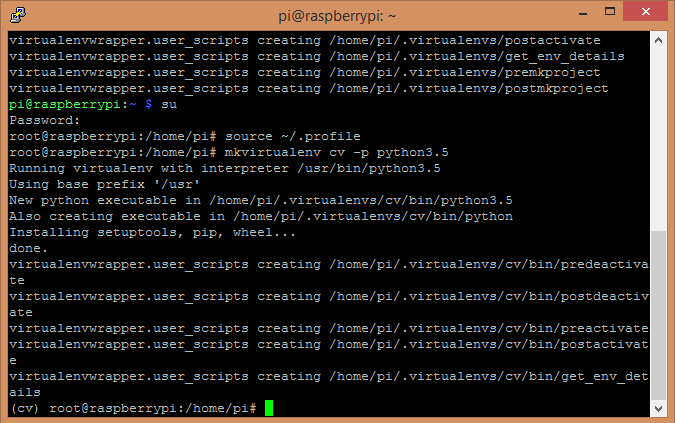 pi@raspberrypi: ~
virtualenvwrapper.user_scripts creating /home/pi/.virtualenvs/postactivate
virtualenvwrapper.user_scripts creating /home/pi/.virtualenvs/get_env_details
virtualenvwrapper.user_scripts creating /home/pi/.virtualenvs/premkproject
virtualenvwrapper.user_scripts creating /home/pi/.virtualenvs/postmkproject
pi@raspberrypi:~ $ su
Password:
root@raspberrypi:/home/pi# source ~/.profile
root@raspberrypi:/home/pi# mkvirtualenv cv -p python3.5
Running virtualenv with interpreter /usr/bin/python3.5
Using base prefix '/usr'
New python executable in /home/pi/.virtualenvs/cv/bin/python3.5
Also creating executable in /home/pi/.virtualenvs/cv/bin/python
Installing setuptools, pip, wheel...
done.
virtualenvwrapper.user_scripts creating /home/pi/.virtualenvs/cv/bin/predeactiva
te
virtualenvwrapper.user_scripts creating /home/pi/.virtualenvs/cv/bin/postdeactiv
ate
virtualenvwrapper.user_scripts creating /home/pi/.virtualenvs/cv/bin/preactivate
virtualenvwrapper.user_scripts creating /home/pi/.virtualenvs/cv/bin/postactivat
e
virtualenvwrapper.user_scripts creating /home/pi/.virtualenvs/cv/bin/get_env_det
ails
(cv) root@raspberrypi:/home/pi#